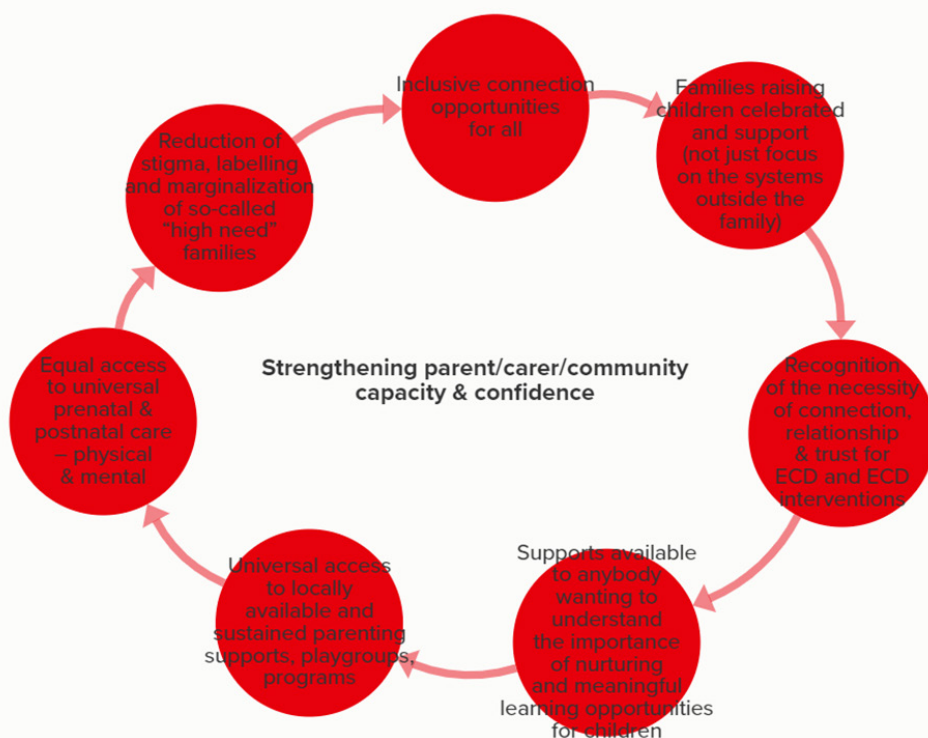 Inclusive connection
opportunities
for all
Families raising
children celebrated
and support
(not just focus
on the systems
outside the
family)
Recognition
of the necessity
of connection,
relationship
& trust for
ECD and ECD
interventions
Supports available
to anybody
wanting to
understand
the importance
of nurturing
and meaningful
learning opportunities
for children
Universal access
to locally
available and
sustained parenting
supports, playgroups,
programs
Equal access
to universal
prenatal &
postnatal care
– physical
& mental
Reduction of
stigma, labelling
and marginalization
of so-called
"high need"
families
Strengthening parent/carer/community
capacity & confidence